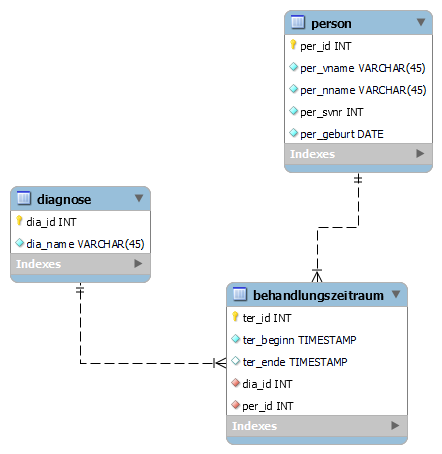 person
per_id INT
per_vname VARCHAR(45)
per_nname VARCHAR(45)
per_svnr INT
per_geburt DATE
Indexes
diagnose
dia_id INT
dia_name VARCHAR(45)
Indexes
behandlungszeitraum
ter_id INT
ter_beginn TIMESTAMP
ter_ende TIMESTAMP
dia_id INT
per_id INT
Indexes